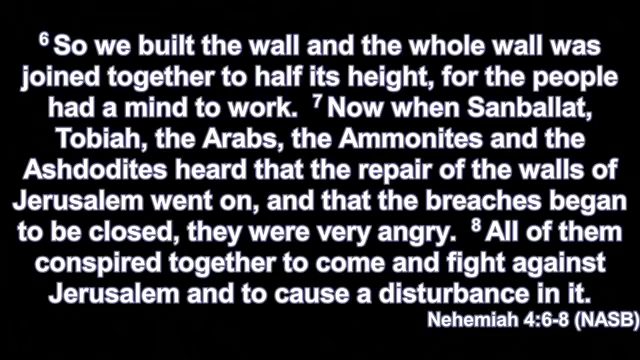 6 So we built the wall and the whole wall was
joined together to half its height, for the people
had a mind to work. 7 Now when Sanballat,
Tobiah, the Arabs, the Ammonites and the
Ashdodites heard that the repair of the walls of
Jerusalem went on, and that the breaches began
to be closed, they were very angry. 8 All of them
conspired together to come and fight against
Jerusalem and to cause a disturbance in it.
Nehemiah 4:6-8 (NASB)